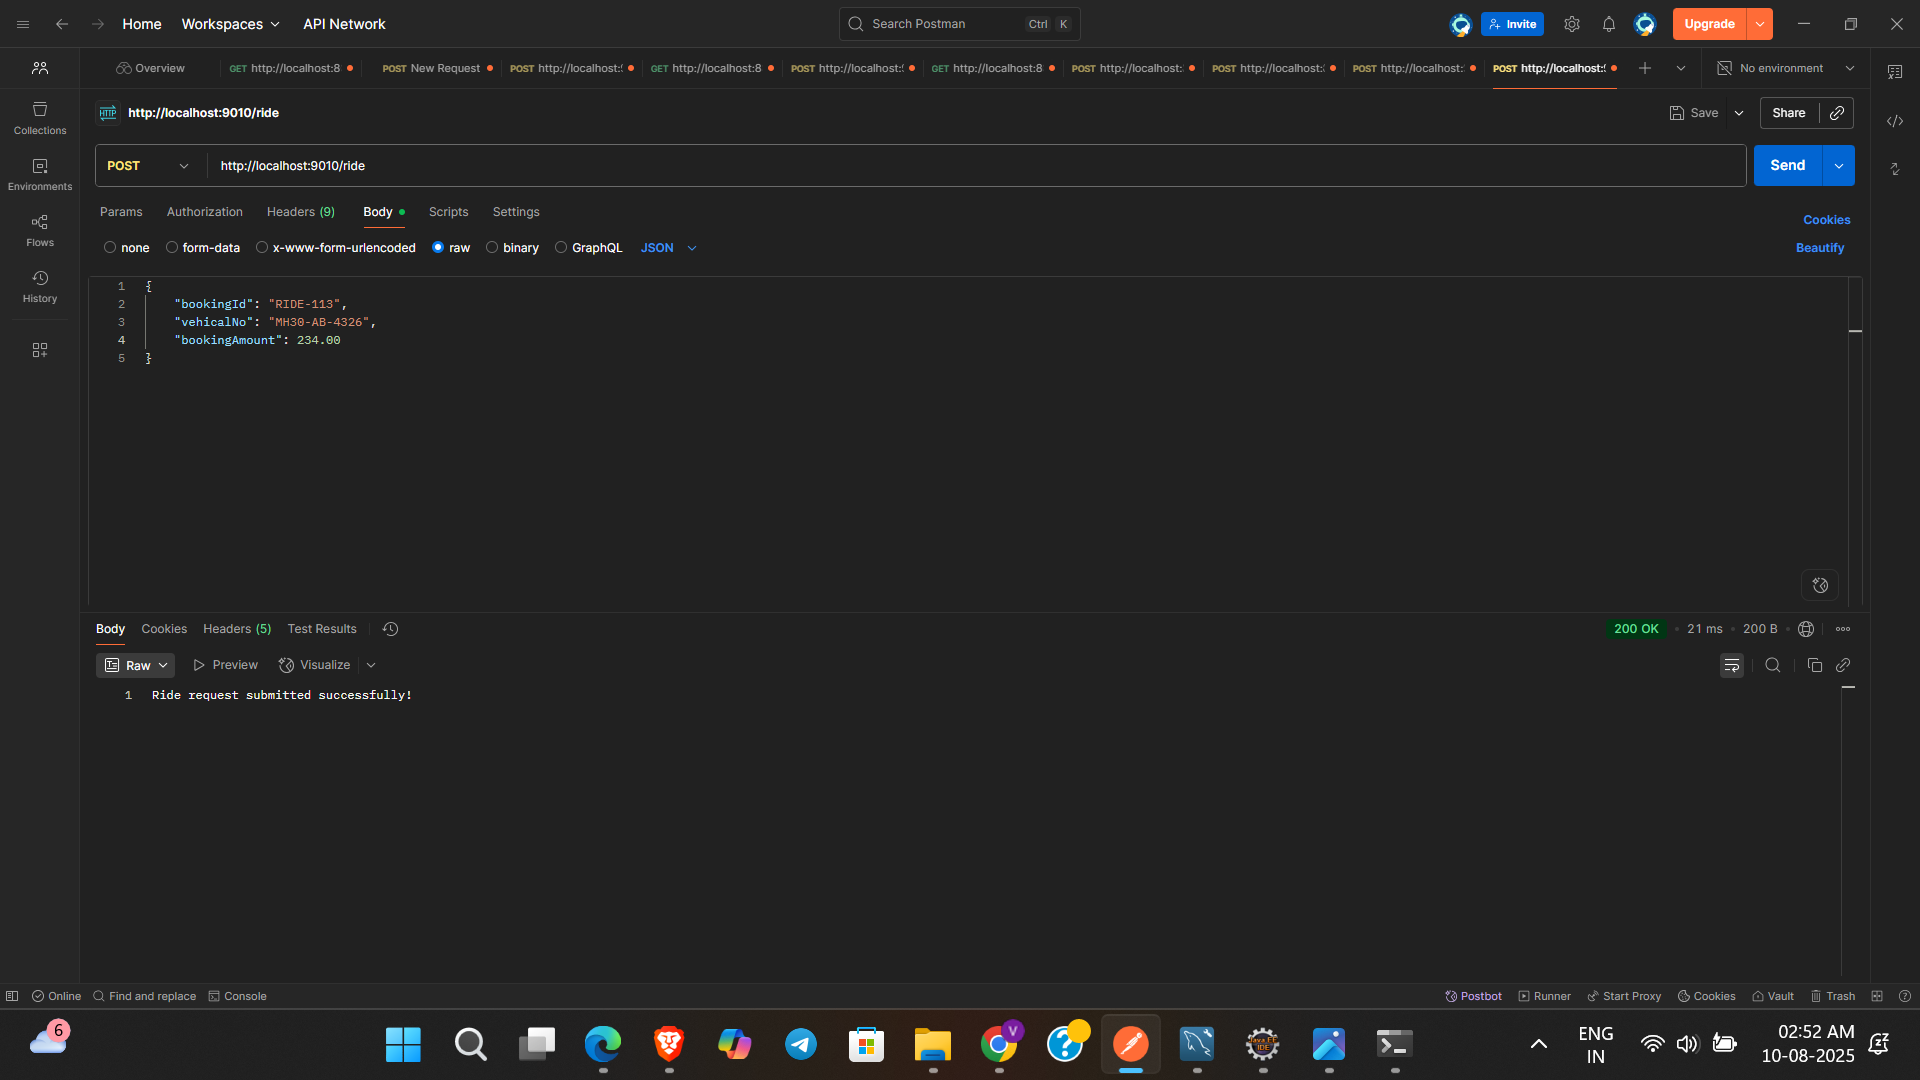 Home Workspaces API Network Search Postman Ctrl K Invite Upgrade
Overview GET http://localhost:8 POST New Request POST http://localhost:9 GET http://localhost:8 POST http://localhost:9 GET http://localhost:8 POST http://localhost: POST http://localhost: POST http://localhost: POST http://localhost:9 No environment
HTTP http://localhost:9010/ride Save Share
Collections
Environments
Flows
History
POST http://localhost:9010/ride Send
Params Authorization Headers (9) Body Scripts Settings Cookies
none form-data x-www-form-urlencoded raw binary GraphQL JSON Beautify
1 {
2 "bookingId": "RIDE-113",
3 "vehicalNo": "MH30-AB-4326",
4 "bookingAmount": 234.00
5 }
Body Cookies Headers (5) Test Results 200 OK • 21 ms • 200 B
Raw Preview Visualize
1 Ride request submitted successfully!
Online Find and replace Console Postbot Runner Start Proxy Cookies Vault Trash
6 V Java EE IDE ENG IN 02:52 AM
10-08-2025